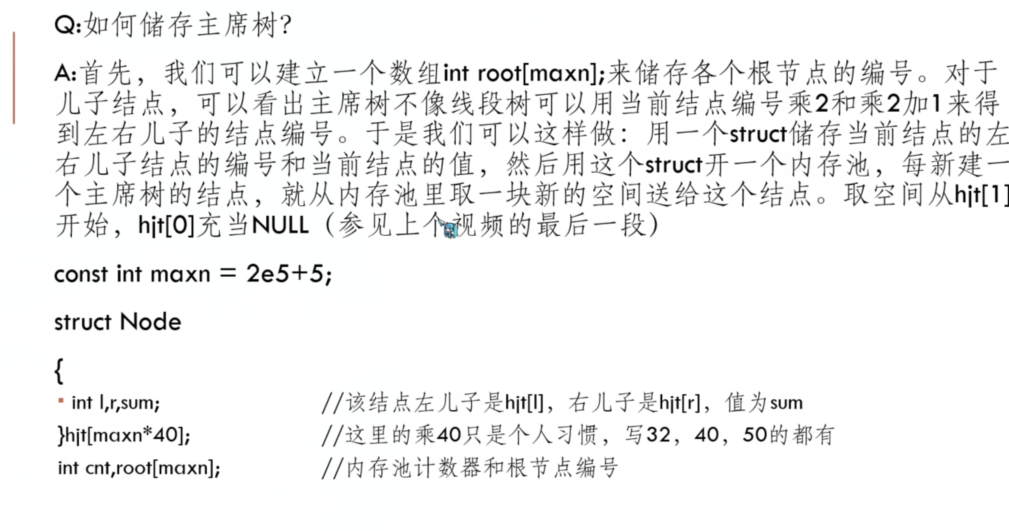 Q:如何储存主席树?
A:首先，我们可以建立一个数组int root[maxn];来储存各个根节点的编号。对于
儿子结点，可以看出主席树不像线段树可以用当前结点编号乘2和乘2加1来得
到左右儿子的结点编号。于是我们可以这样做：用一个struct储存当前结点的左
右儿子结点的编号和当前结点的值，然后用这个struct开一个内存池，每新建一
个主席树的结点，就从内存池里取一块新的空间送给这个结点。取空间从hjt[1]
开始，hjt[0]充当NULL（参见上个视频的最后一段）
const int maxn = 2e5+5;
struct Node
{
int l,r,sum; //该结点左儿子是hjt[l]，右儿子是hjt[r]，值为sum
}hjt[maxn*40]; //这里的乘40只是个人习惯，写32，40，50的都有
int cnt,root[maxn]; //内存池计数器和根节点编号